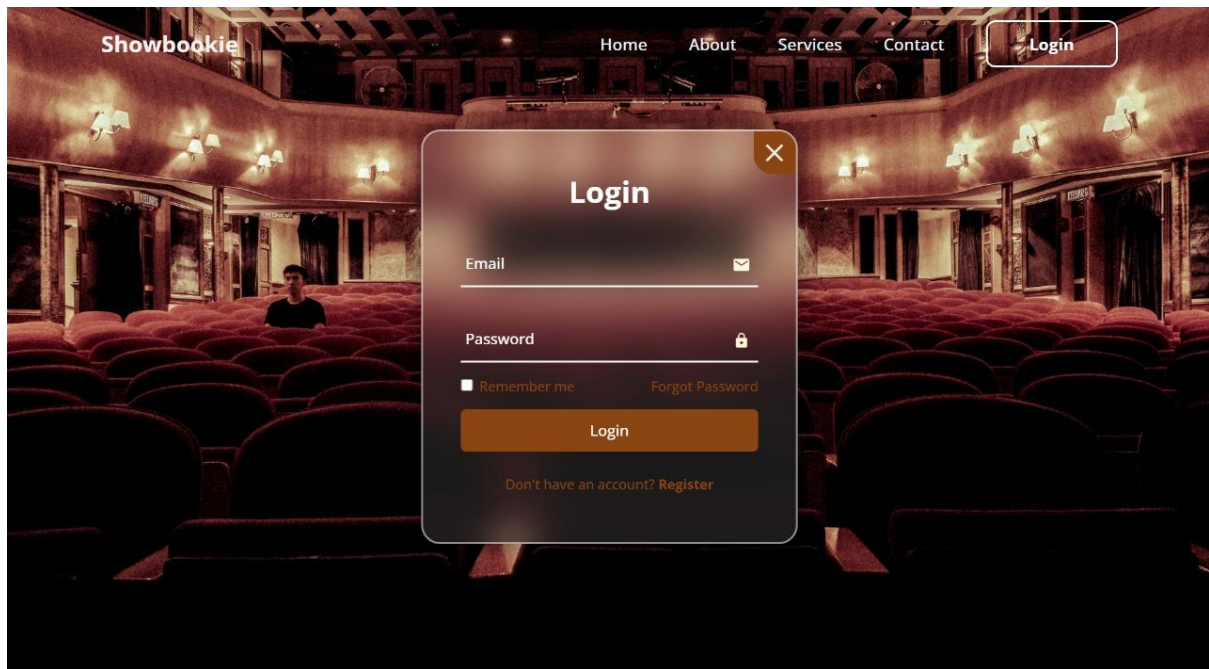 Showbookie
Home About Services Contact Login
Login
Email
Password
Remember me Forgot Password
Login
Don't have an account? Register